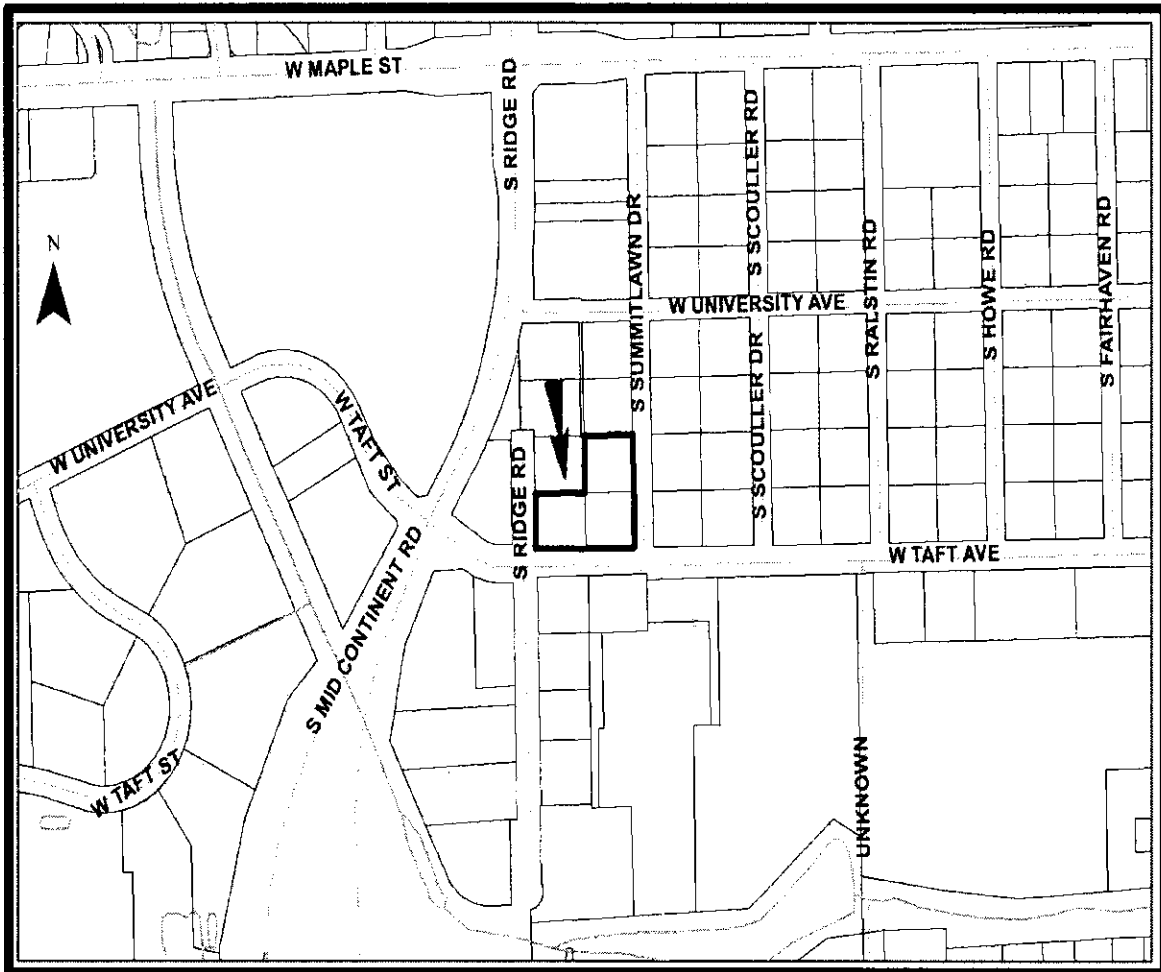 W MAPLE ST
S RIDGE RD
S SCOULLER RD
S SUMMITLAWN DR
S RALSTIN RD
S HOWE RD
S FAIRHAVEN RD
N
W UNIVERSITY AVE
W UNIVERSITY AVE
W TAFT ST
S SCOULLER DR
S RIDGE RD
W TAFT AVE
S MID CONTINENT RD
W TAFT ST
UNKNOWN